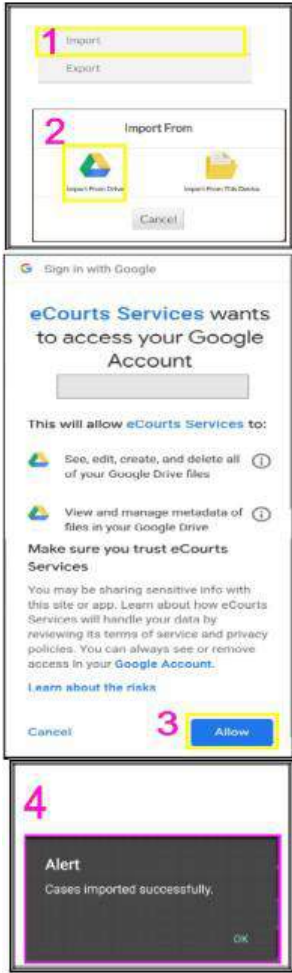 1
Import
Export
2
Import From
Import From Drive
Import From This Device
Cancel
G Sign in with Google
eCourts Services wants
to access your Google
Account
This will allow eCourts Services to:
See, edit, create, and delete all
of your Google Drive files
View and manage metadata of
files in your Google Drive
Make sure you trust eCourts
Services
You may be sharing sensitive info with
this site or app. Learn about how eCourts
Services will handle your data by
reviewing its terms of service and privacy
policies. You can always see or remove
access in your Google Account.
Learn about the risks
Cancel
3
Allow
4
Alert
Cases imported successfully.
OK